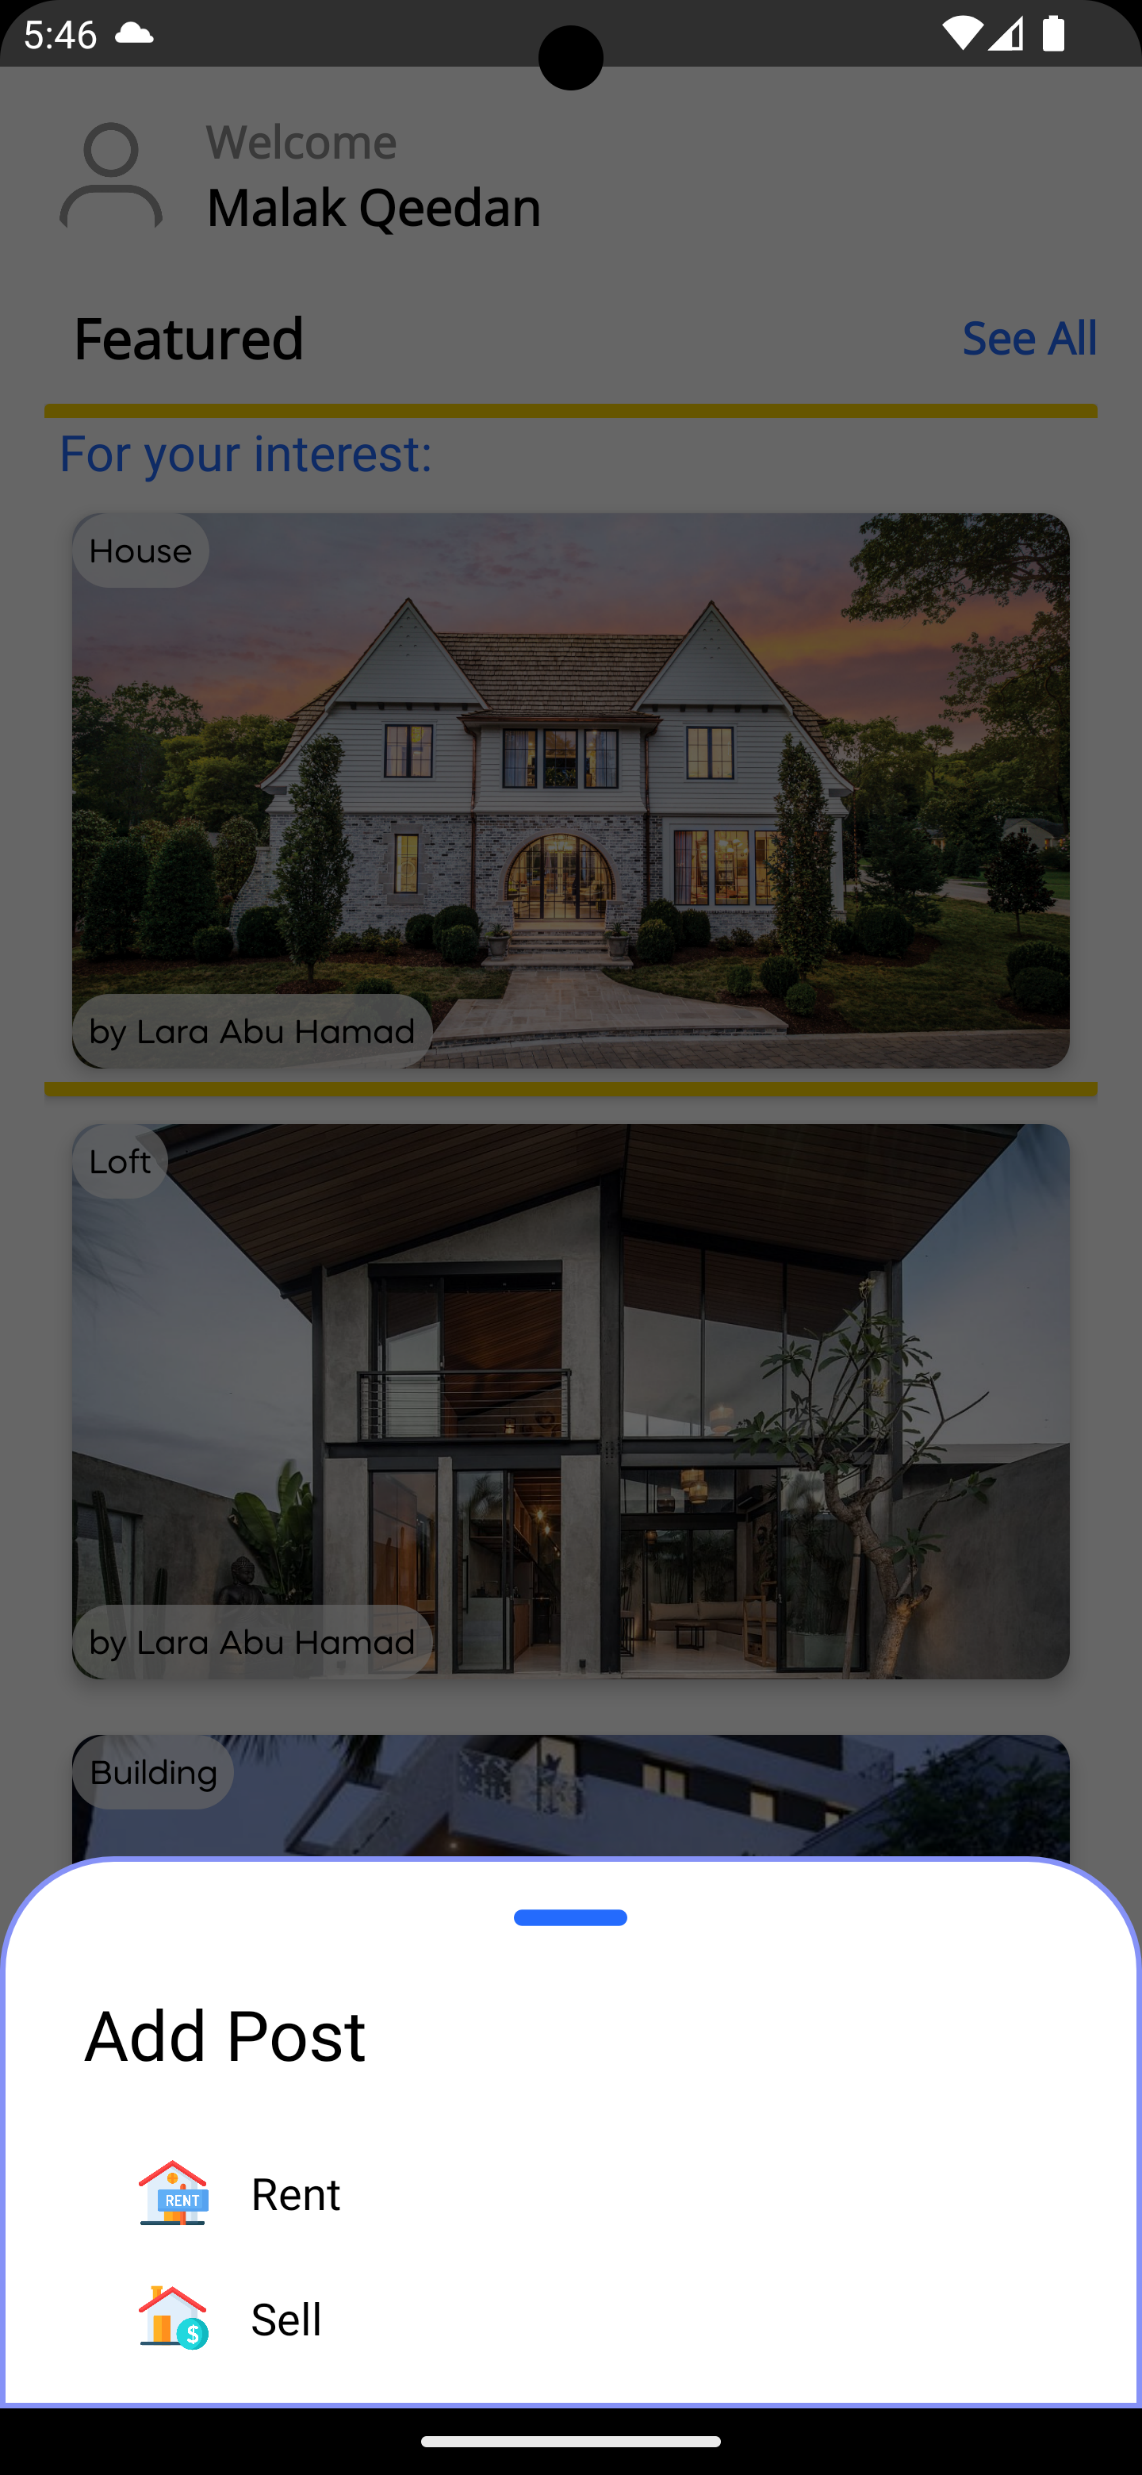 5:46
Welcome
Malak Qeedan
Featured
See All
For your interest:
House
by Lara Abu Hamad
Loft
by Lara Abu Hamad
Building
Add Post
RENT
Rent
$
Sell